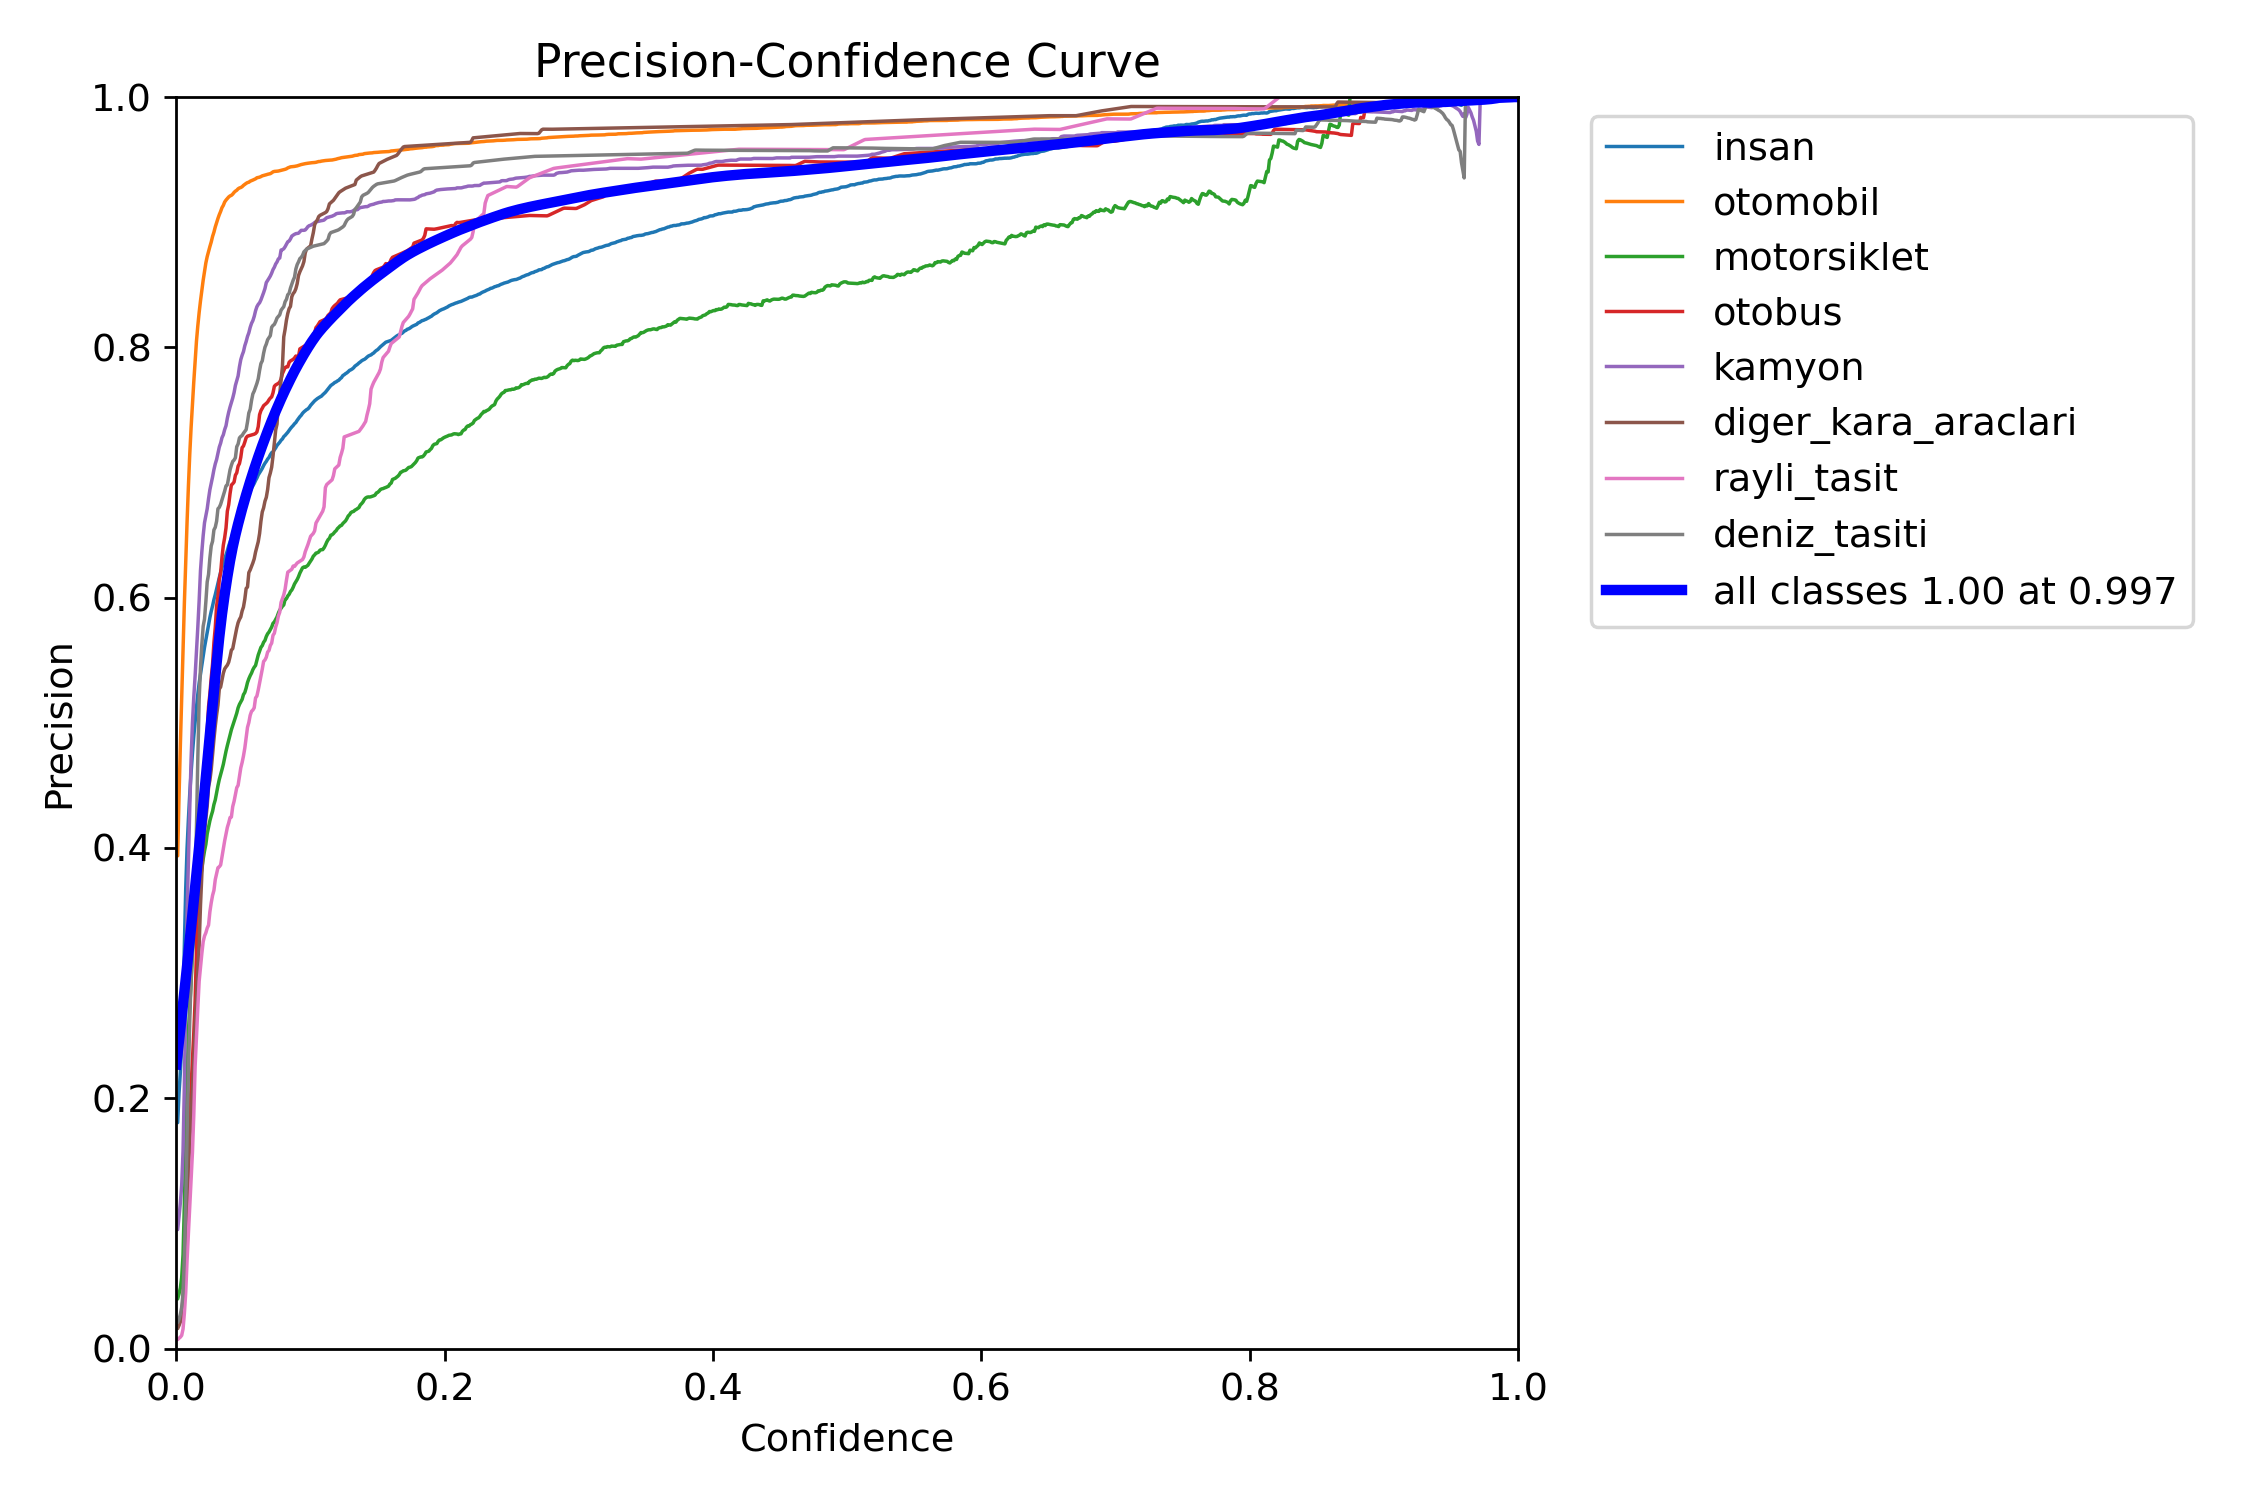 Precision-Confidence Curve
1.0
0.8
0.6
0.4
0.2
0.0
Precision
0.0 0.2 0.4 0.6 0.8 1.0
Confidence
insan
otomobil
motorsiklet
otobus
kamyon
diger_kara_araclari
rayli_tasit
deniz_tasiti
all classes 1.00 at 0.997